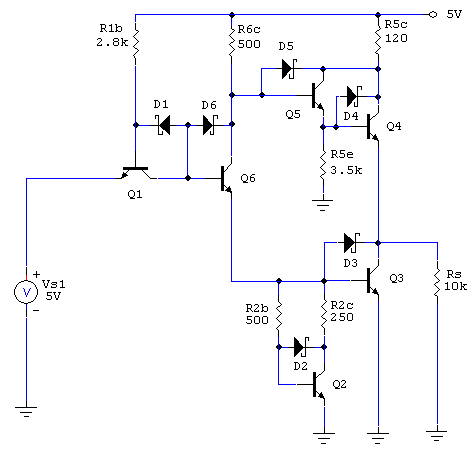 5V
R1b
2.8k
R6c
500
R5c
120
D5
D1
D6
Q5
D4
Q4
Q1
Q6
R5e
3.5k
+
Vs1
V
5V
−
D3
Q3
Rs
10k
R2b
500
R2c
250
D2
Q2